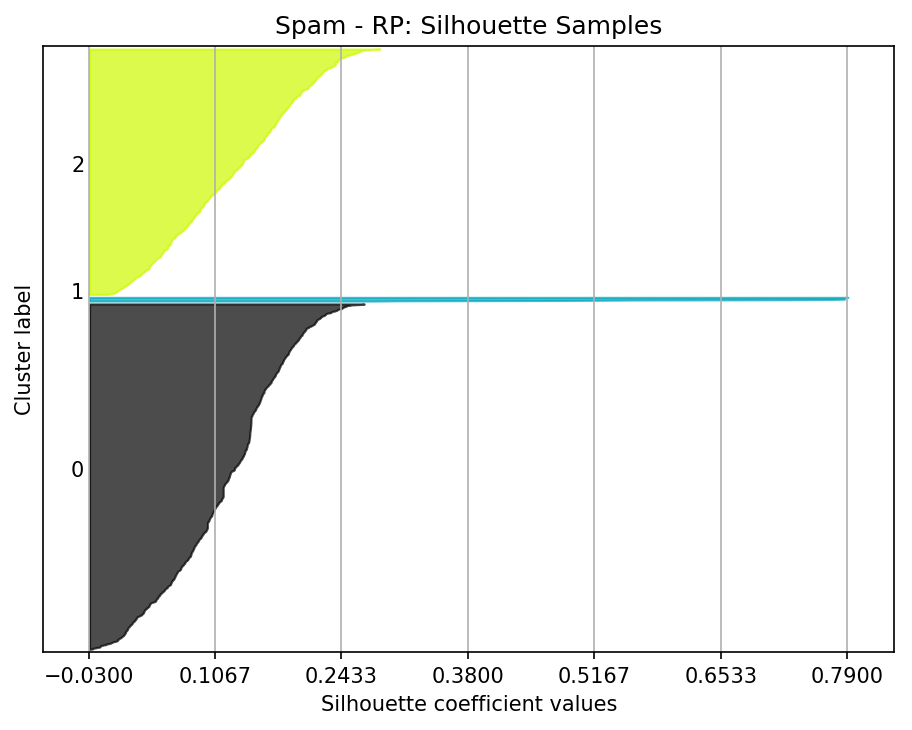 Spam - RP: Silhouette Samples
2
1
0
Cluster label
−0.0300 0.1067 0.2433 0.3800 0.5167 0.6533 0.7900
Silhouette coefficient values